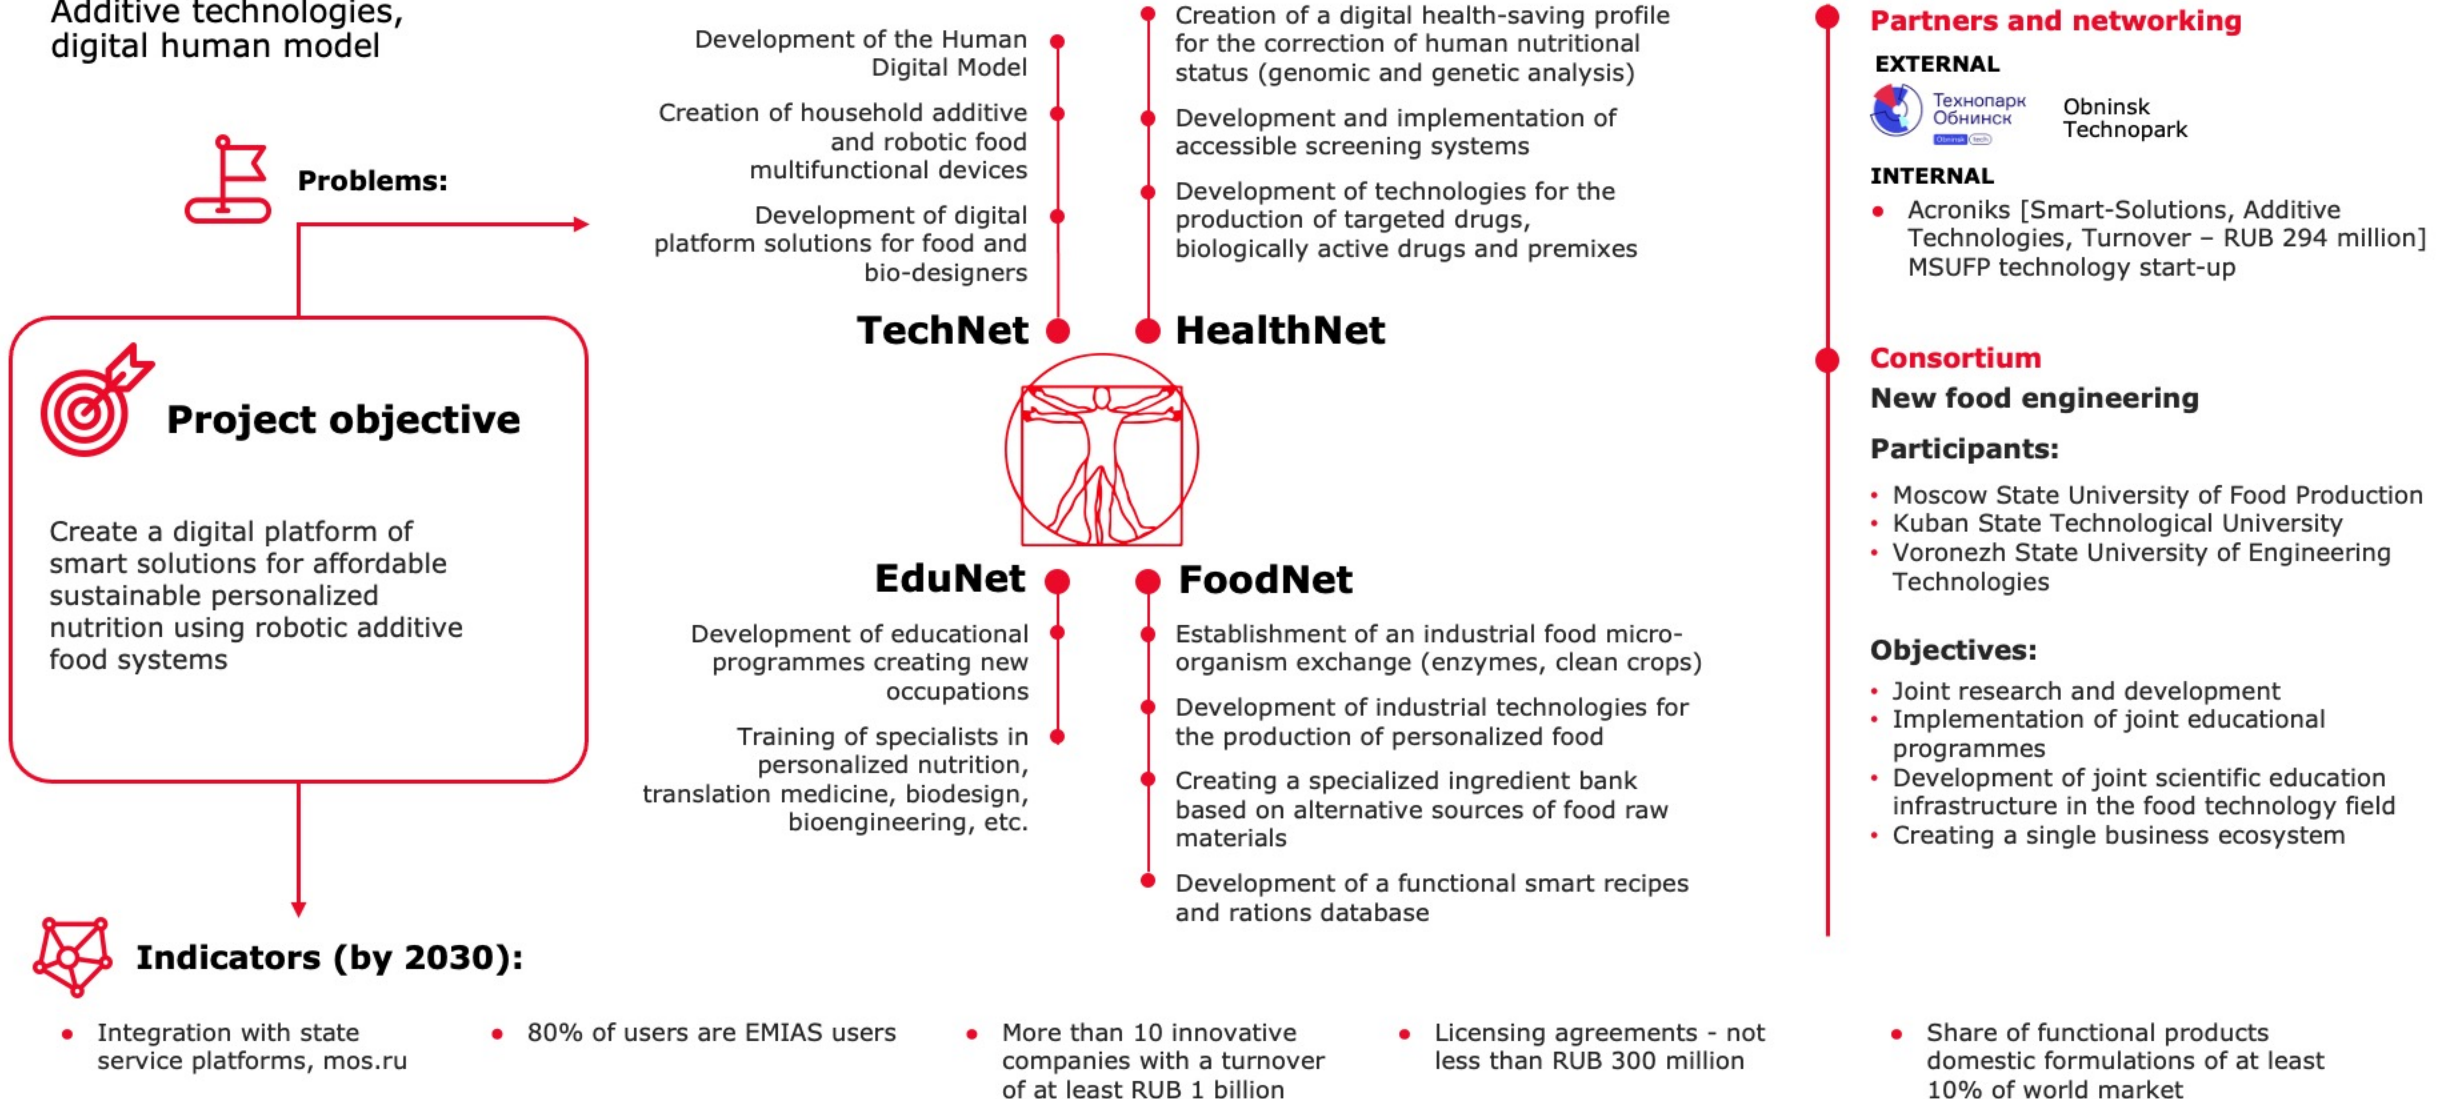 Additive technologies,
digital human model
Problems:
Project objective
Create a digital platform of
smart solutions for affordable
sustainable personalized
nutrition using robotic additive
food systems
Development of the Human
Digital Model
Creation of household additive
and robotic food
multifunctional devices
Development of digital
platform solutions for food and
bio-designers
TechNet
Creation of a digital health-saving profile
for the correction of human nutritional
status (genomic and genetic analysis)
Development and implementation of
accessible screening systems
Development of technologies for the
production of targeted drugs,
biologically active drugs and premixes
HealthNet
EduNet
Development of educational
programmes creating new
occupations
Training of specialists in
personalized nutrition,
translation medicine, biodesign,
bioengineering, etc.
FoodNet
Establishment of an industrial food micro-
organism exchange (enzymes, clean crops)
Development of industrial technologies for
the production of personalized food
Creating a specialized ingredient bank
based on alternative sources of food raw
materials
Development of a functional smart recipes
and rations database
Partners and networking
EXTERNAL
Технопарк
Обнинск
Obninsk tech
Obninsk
Technopark
INTERNAL
• Acroniks [Smart-Solutions, Additive
Technologies, Turnover – RUB 294 million]
MSUFP technology start-up
Consortium
New food engineering
Participants:
• Moscow State University of Food Production
• Kuban State Technological University
• Voronezh State University of Engineering
Technologies
Objectives:
• Joint research and development
• Implementation of joint educational
programmes
• Development of joint scientific education
infrastructure in the food technology field
• Creating a single business ecosystem
Indicators (by 2030):
• Integration with state
service platforms, mos.ru
• 80% of users are EMIAS users
• More than 10 innovative
companies with a turnover
of at least RUB 1 billion
• Licensing agreements - not
less than RUB 300 million
• Share of functional products
domestic formulations of at least
10% of world market